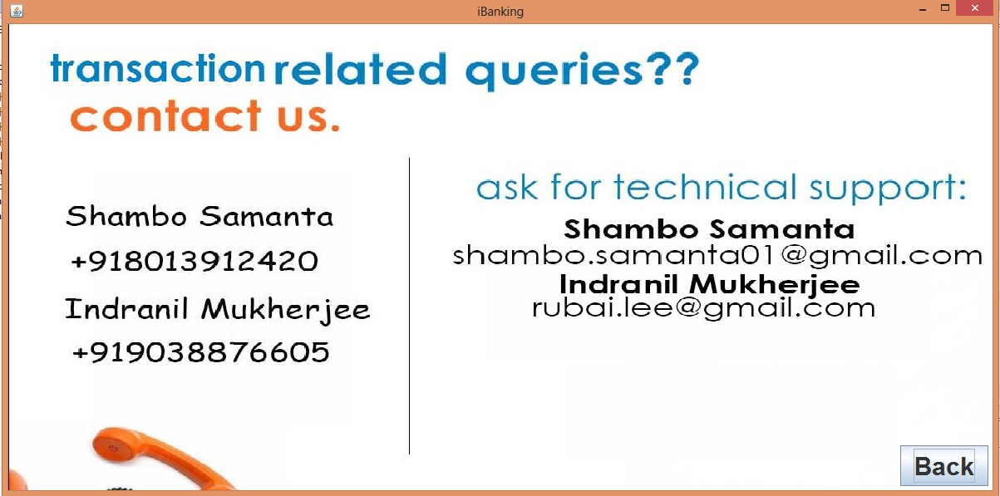 iBanking
transaction related queries??
contact us.
Shambo Samanta
+918013912420
Indranil Mukherjee
+919038876605
ask for technical support:
Shambo Samanta
shambo.samanta01@gmail.com
Indranil Mukherjee
rubai.lee@gmail.com
Back